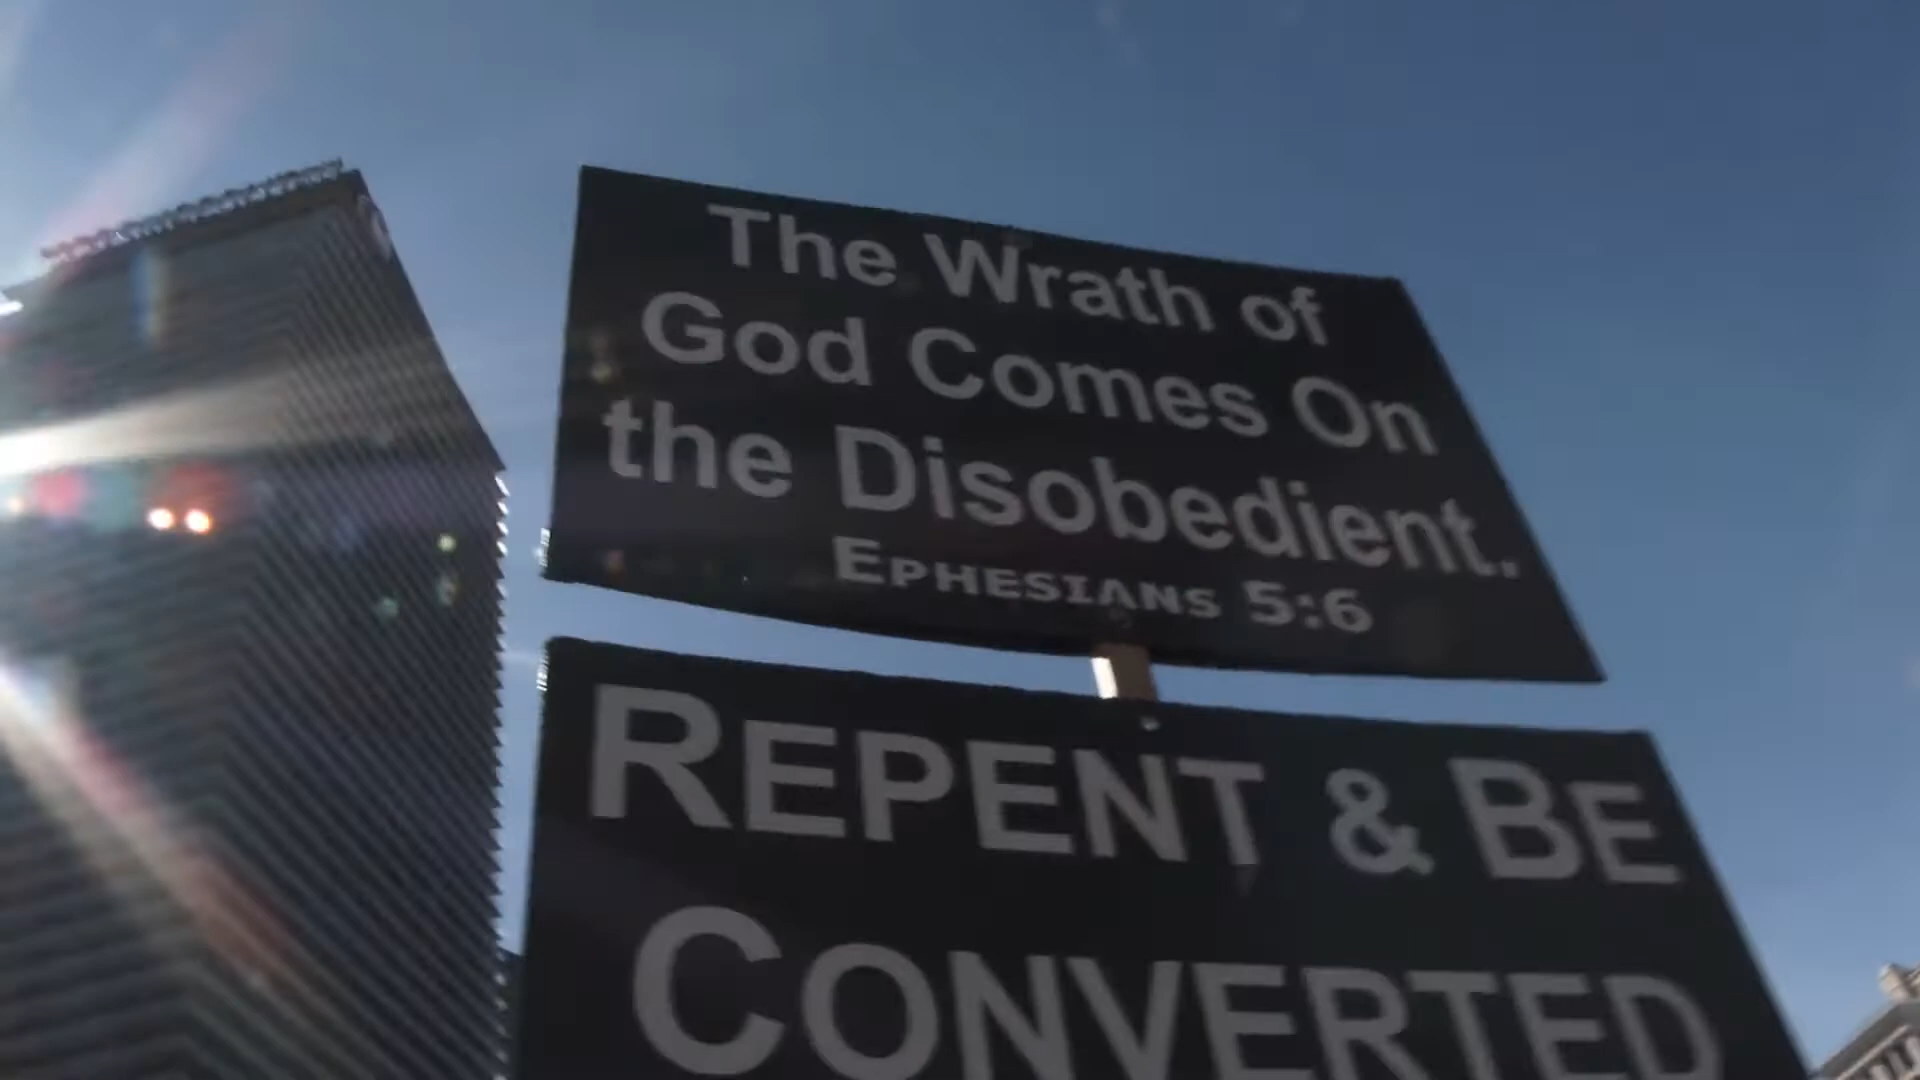 The Wrath of
God Comes On
the Disobedient.
EPHESIANS 5:6
REPENT & BE
CONVERTED